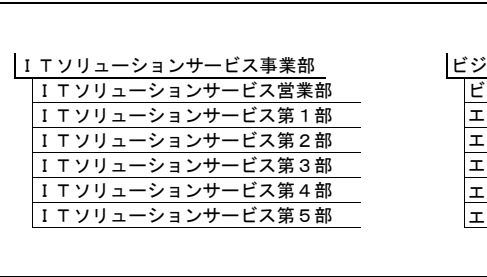 ＩＴソリューションサービス事業部
ＩＴソリューションサービス営業部
ＩＴソリューションサービス第１部
ＩＴソリューションサービス第２部
ＩＴソリューションサービス第３部
ＩＴソリューションサービス第４部
ＩＴソリューションサービス第５部
ビジ
ビ
エ
エ
エ
エ
エ